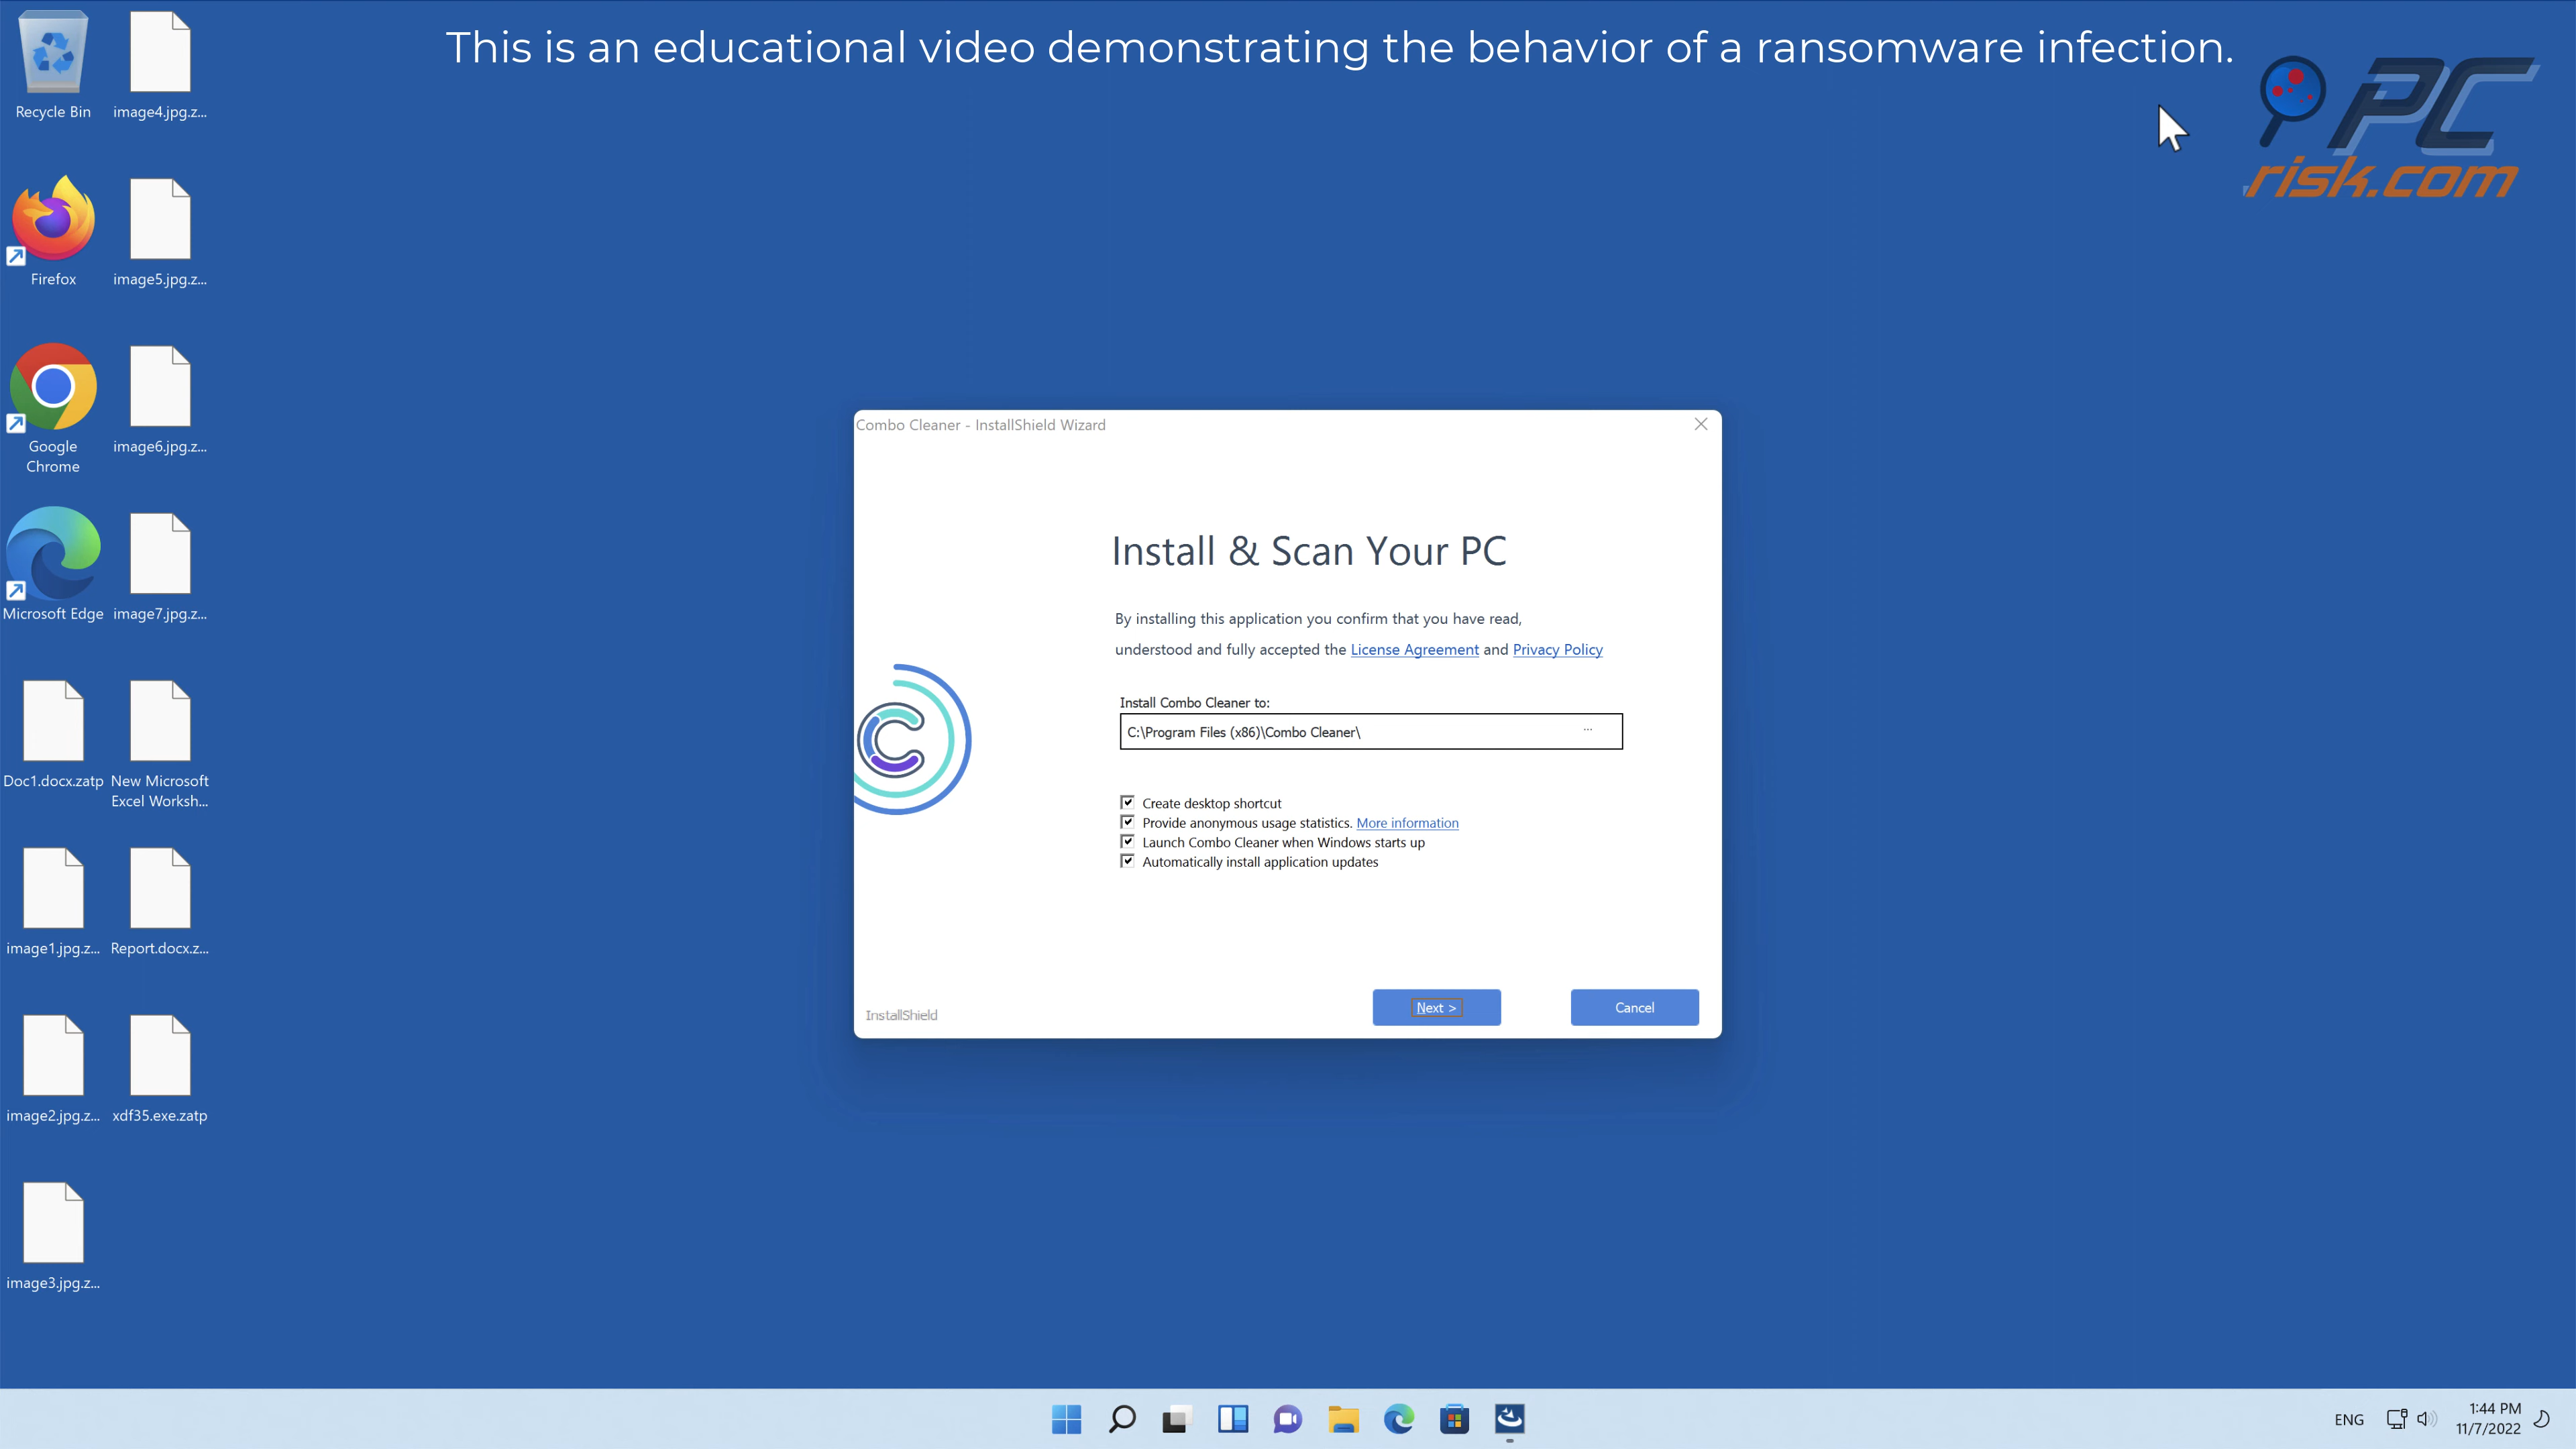 This is an educational video demonstrating the behavior of a ransomware infection.
PC
risk.com
Recycle Bin
image4.jpg.z...
Firefox
image5.jpg.z...
Google
Chrome
image6.jpg.z...
Microsoft Edge
image7.jpg.z...
Doc1.docx.zatp
New Microsoft
Excel Worksh...
image1.jpg.z...
Report.docx.z...
image2.jpg.z...
xdf35.exe.zatp
image3.jpg.z...
Combo Cleaner - InstallShield Wizard
Install & Scan Your PC
By installing this application you confirm that you have read,
understood and fully accepted the License Agreement and Privacy Policy
Install Combo Cleaner to:
C:\Program Files (x86)\Combo Cleaner\
...
Create desktop shortcut
Provide anonymous usage statistics. More information
Launch Combo Cleaner when Windows starts up
Automatically install application updates
InstallShield
Next >
Cancel
ENG
1:44 PM
11/7/2022